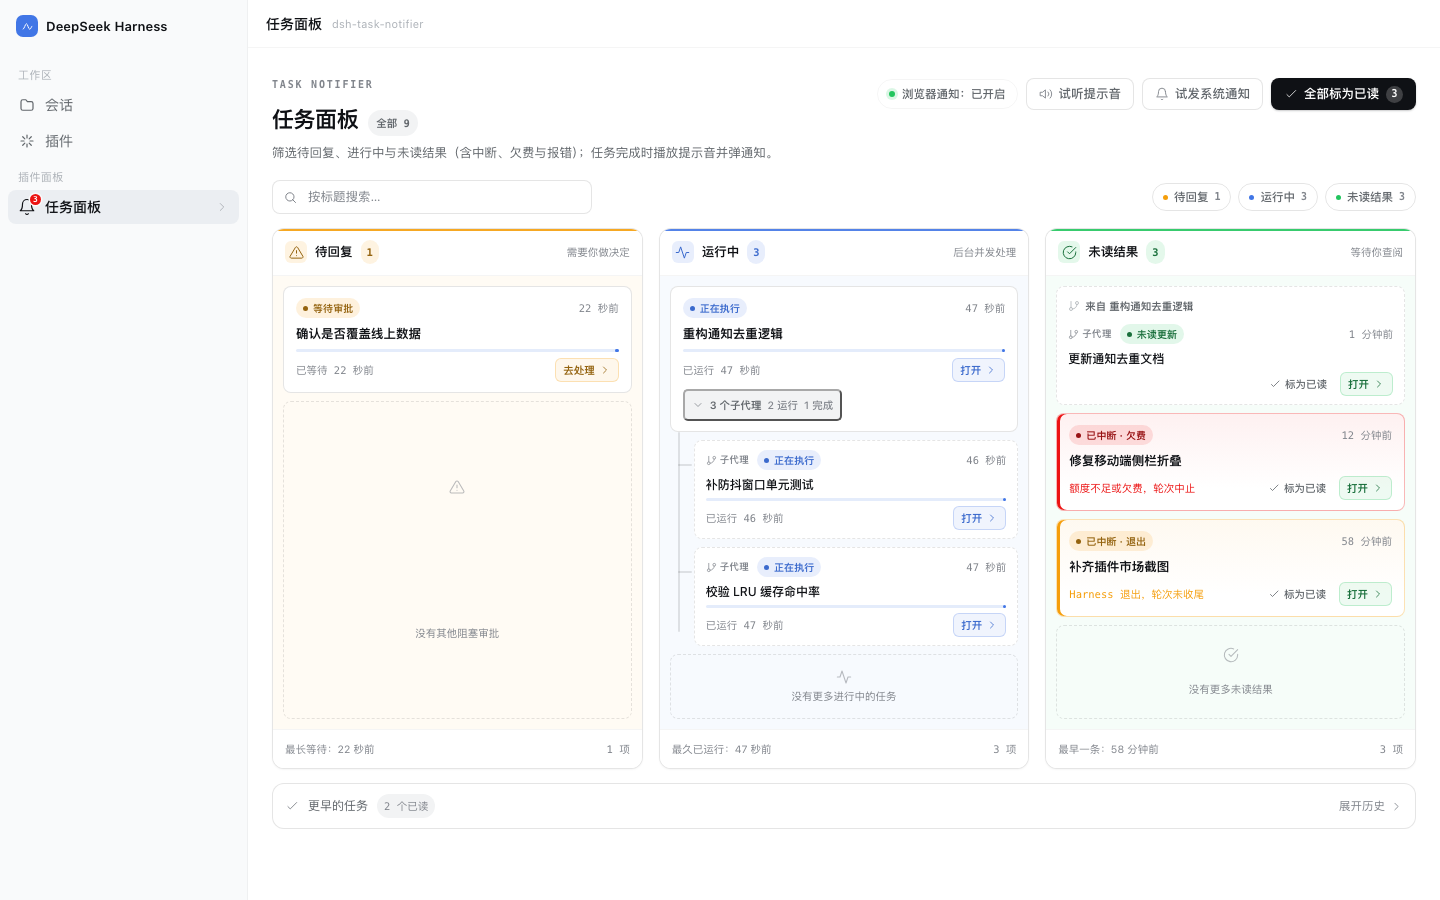 DeepSeek Harness
工作区
会话
插件
插件面板
3
任务面板
任务面板 dsh-task-notifier
TASK NOTIFIER
任务面板 全部 9
筛选待回复、进行中与未读结果（含中断、欠费与报错）；任务完成时播放提示音并弹通知。
浏览器通知：已开启
试听提示音
试发系统通知
全部标为已读 3
按标题搜索...
待回复 1
运行中 3
未读结果 3
待回复 1 需要你做决定
等待审批 22 秒前
确认是否覆盖线上数据
已等待 22 秒前 去处理
没有其他阻塞审批
最长等待：22 秒前 1 项
运行中 3 后台并发处理
正在执行 47 秒前
重构通知去重逻辑
已运行 47 秒前 打开
3 个子代理 2 运行 1 完成
子代理 正在执行 46 秒前
补防抖窗口单元测试
已运行 46 秒前 打开
子代理 正在执行 47 秒前
校验 LRU 缓存命中率
已运行 47 秒前 打开
没有更多进行中的任务
最久已运行：47 秒前 3 项
未读结果 3 等待你查阅
来自 重构通知去重逻辑
子代理 未读更新 1 分钟前
更新通知去重文档
标为已读 打开
已中断 · 欠费 12 分钟前
修复移动端侧栏折叠
额度不足或欠费，轮次中止 标为已读 打开
已中断 · 退出 58 分钟前
补齐插件市场截图
Harness 退出，轮次未收尾 标为已读 打开
没有更多未读结果
最早一条：58 分钟前 3 项
更早的任务 2 个已读 展开历史